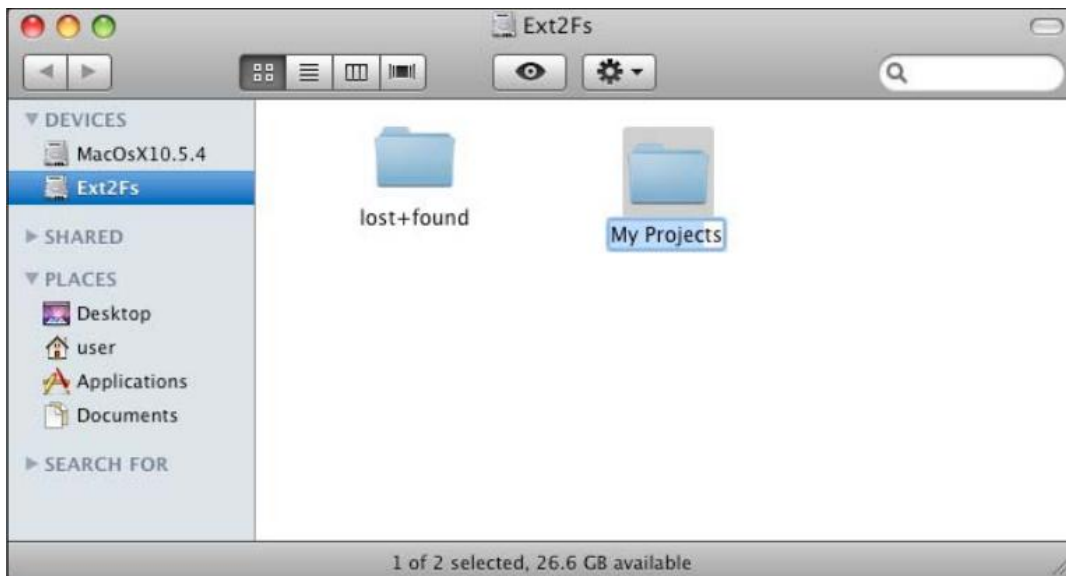 Ext2Fs
DEVICES
MacOsX10.5.4
Ext2Fs
SHARED
PLACES
Desktop
user
Applications
Documents
SEARCH FOR
lost+found
My Projects
1 of 2 selected, 26.6 GB available